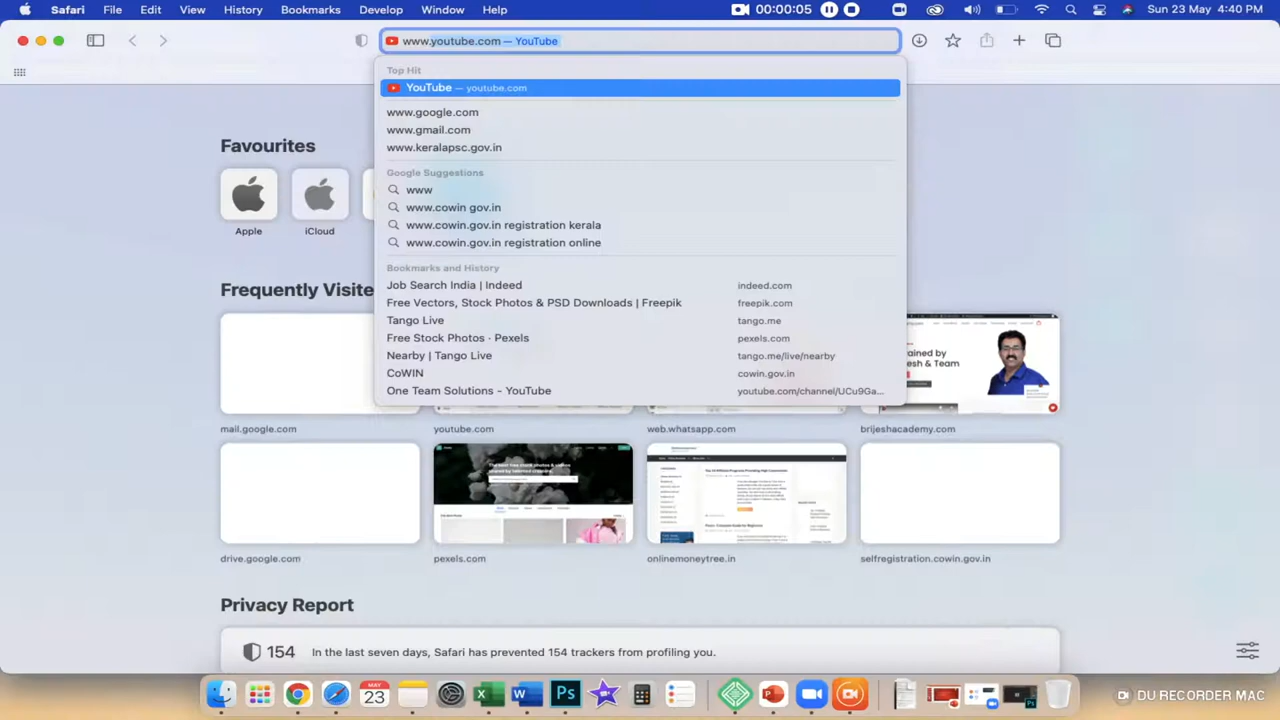 Safari File Edit View History Bookmarks Develop Window Help 00:00:05 Sun 23 May 4:40 PM
www.youtube.com — YouTube
Top Hit
YouTube — youtube.com
www.google.com
www.gmail.com
www.keralapsc.gov.in
Google Suggestions
www
www.cowin gov.in
www.cowin.gov.in registration kerala
www.cowin.gov.in registration online
Bookmarks and History
Job Search India | Indeed indeed.com
Free Vectors, Stock Photos & PSD Downloads | Freepik freepik.com
Tango Live tango.me
Free Stock Photos · Pexels pexels.com
Nearby | Tango Live tango.me/live/nearby
CoWIN cowin.gov.in
One Team Solutions - YouTube youtube.com/channel/UCu9Ga...
Favourites
Apple iCloud
Frequently Visite
mail.google.com youtube.com web.whatsapp.com brijeshacademy.com
drive.google.com pexels.com onlinemoneytree.in selfregistration.cowin.gov.in
Privacy Report
154 In the last seven days, Safari has prevented 154 trackers from profiling you.
MAY
23
Ps
DU RECORDER MAC